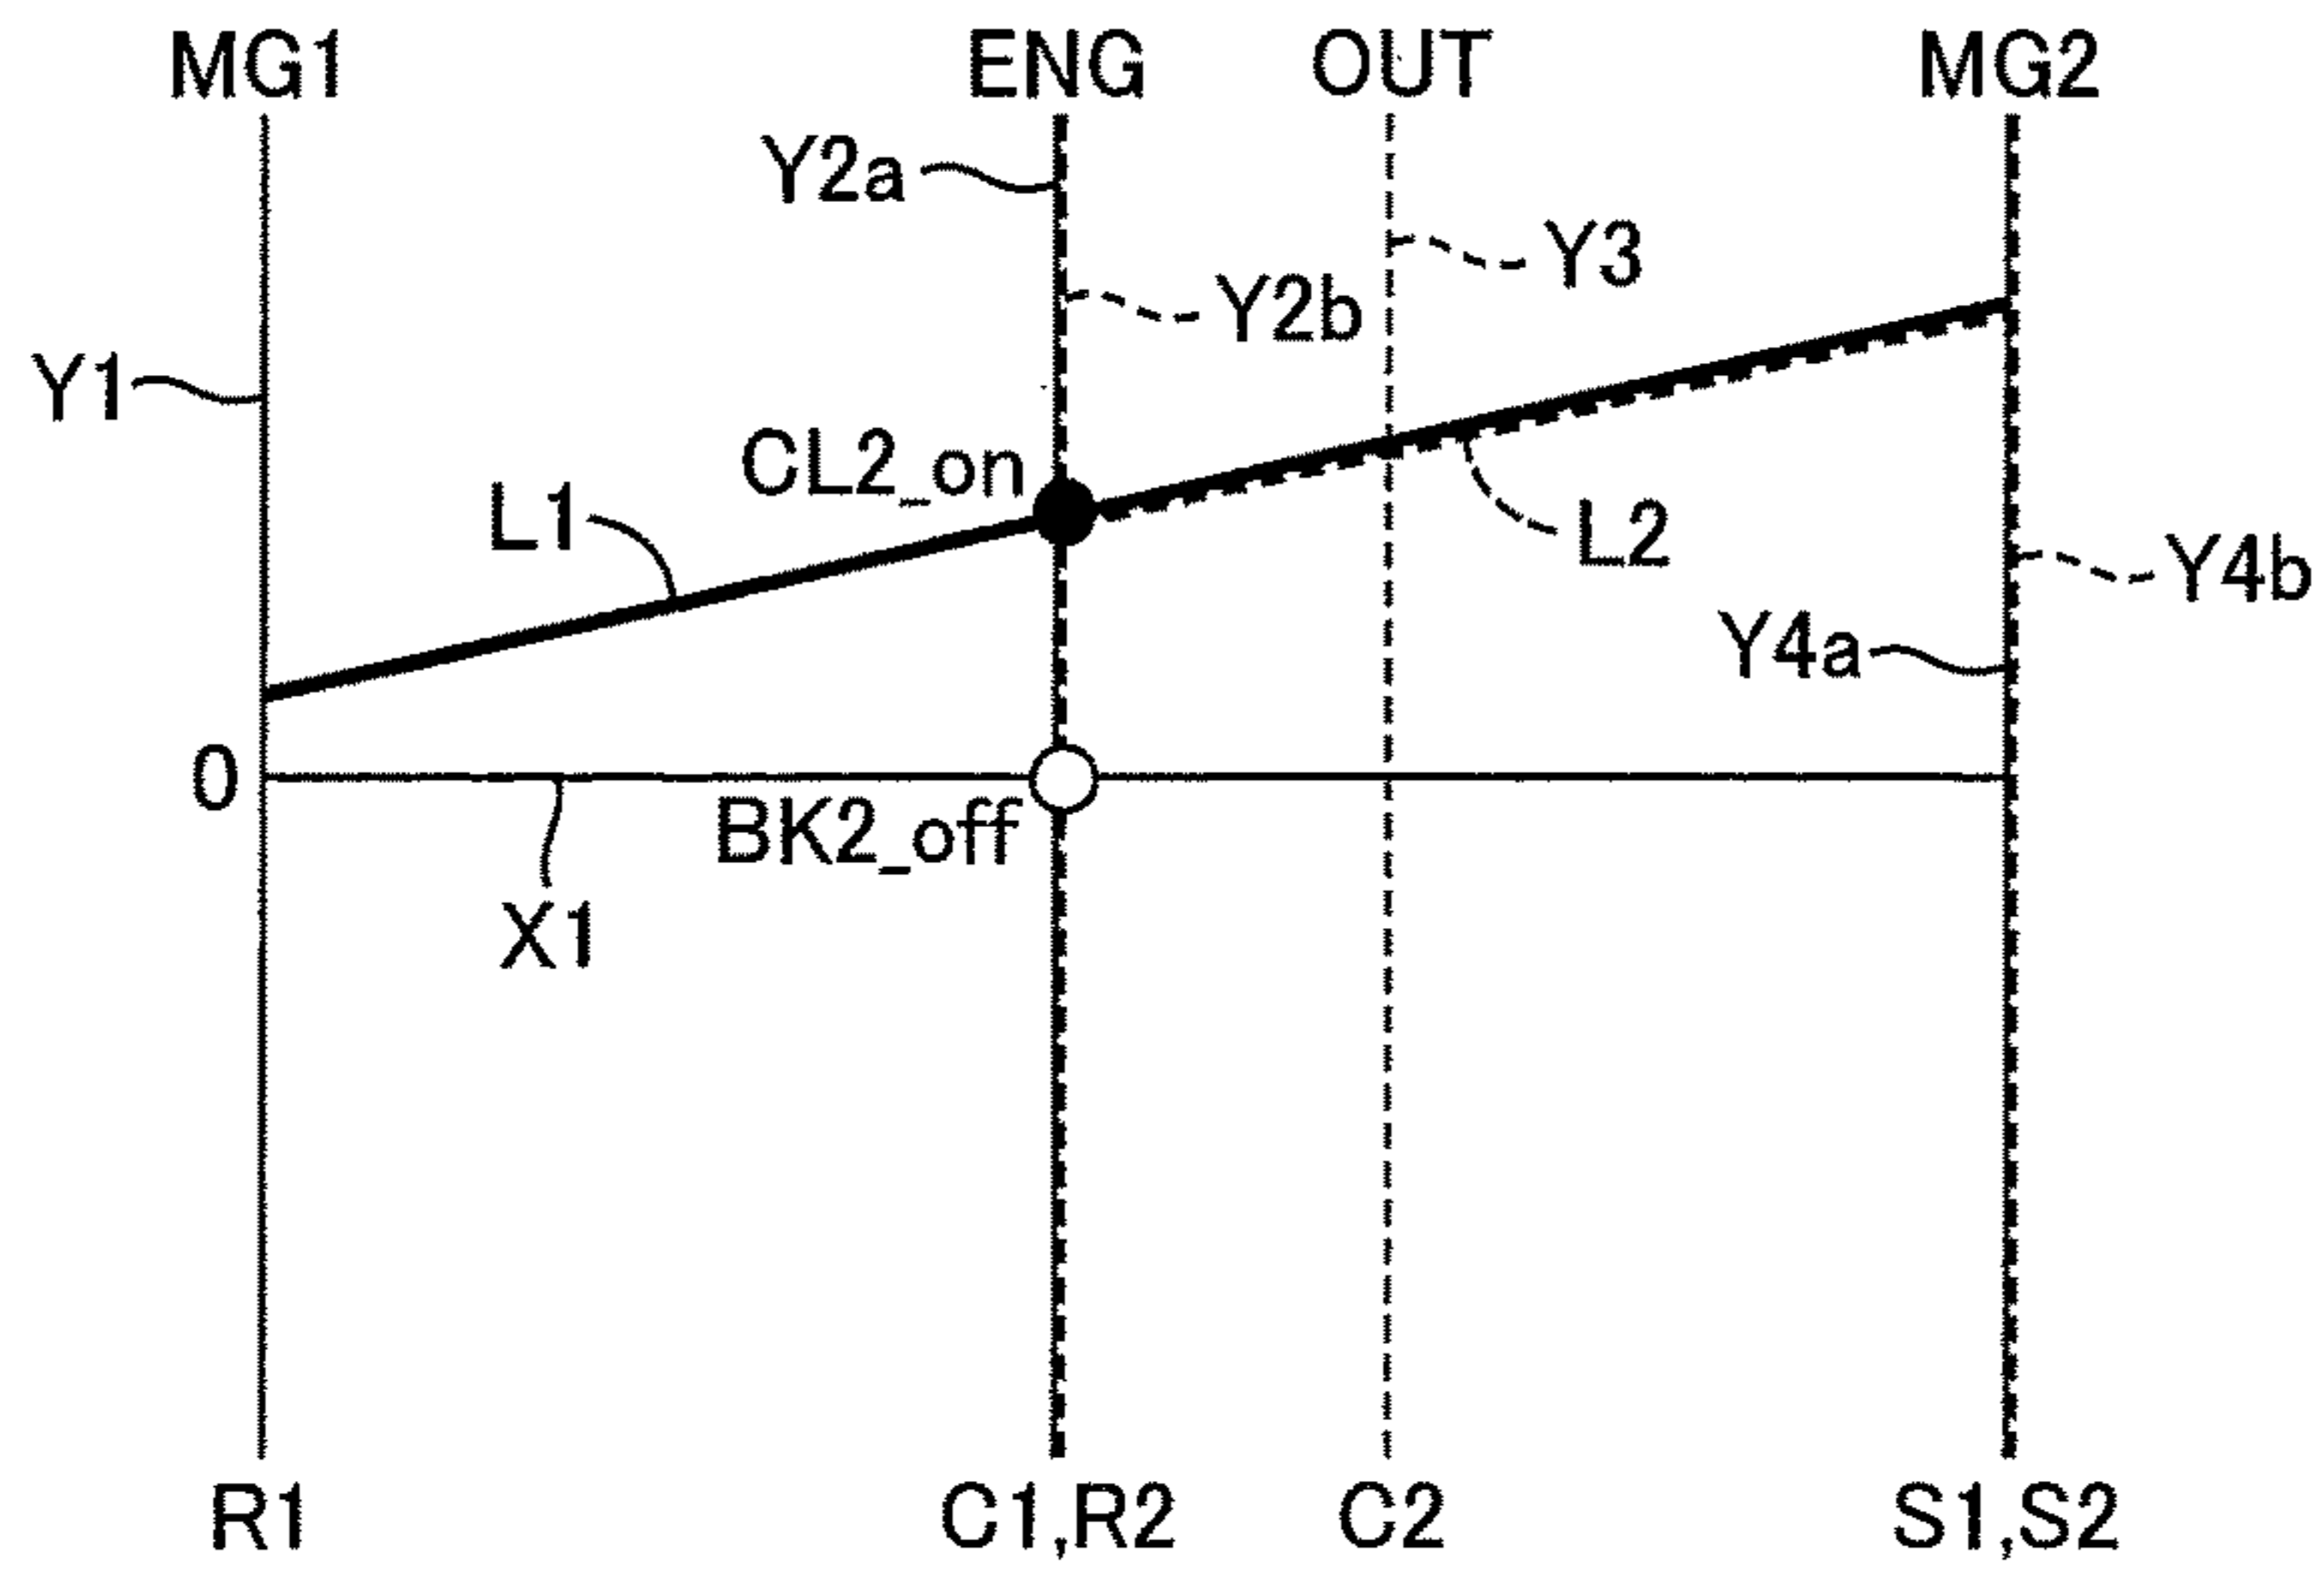 MG1 ENG OUT MG2
Y2a
Y3
Y2b
Y1
CL2_on
L1
L2
Y4b
Y4a
0
BK2_off
X1
R1 C1,R2 C2 S1,S2